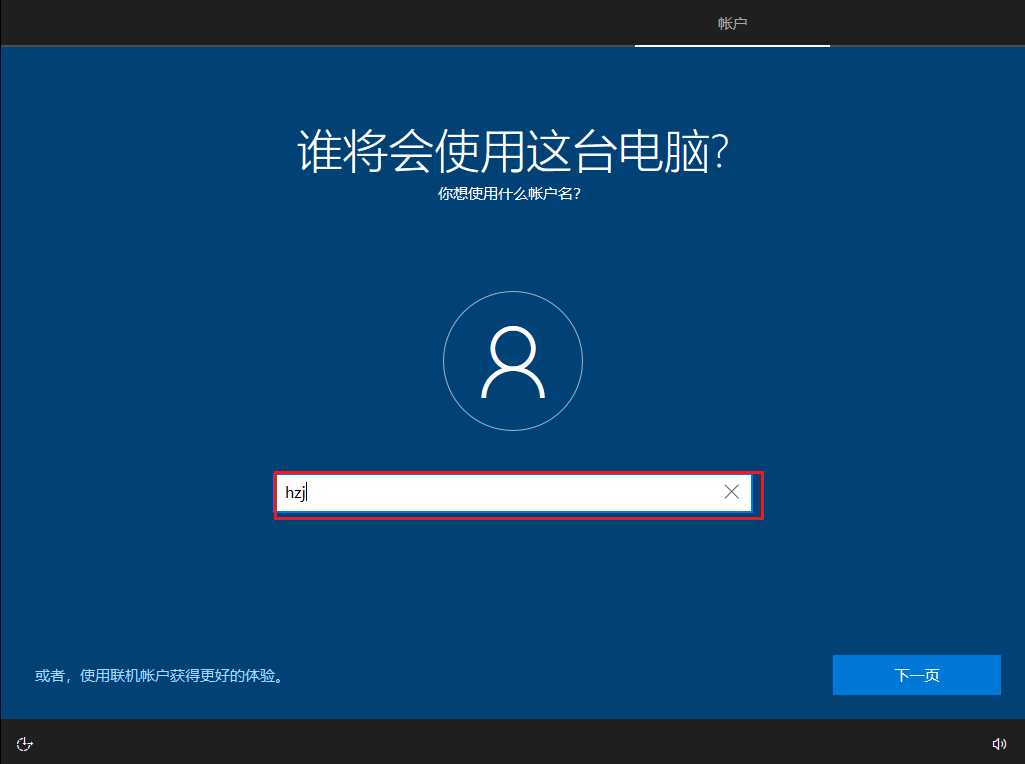 帐户
谁将会使用这台电脑?
你想使用什么帐户名?
hzj
或者，使用联机帐户获得更好的体验。
下一页